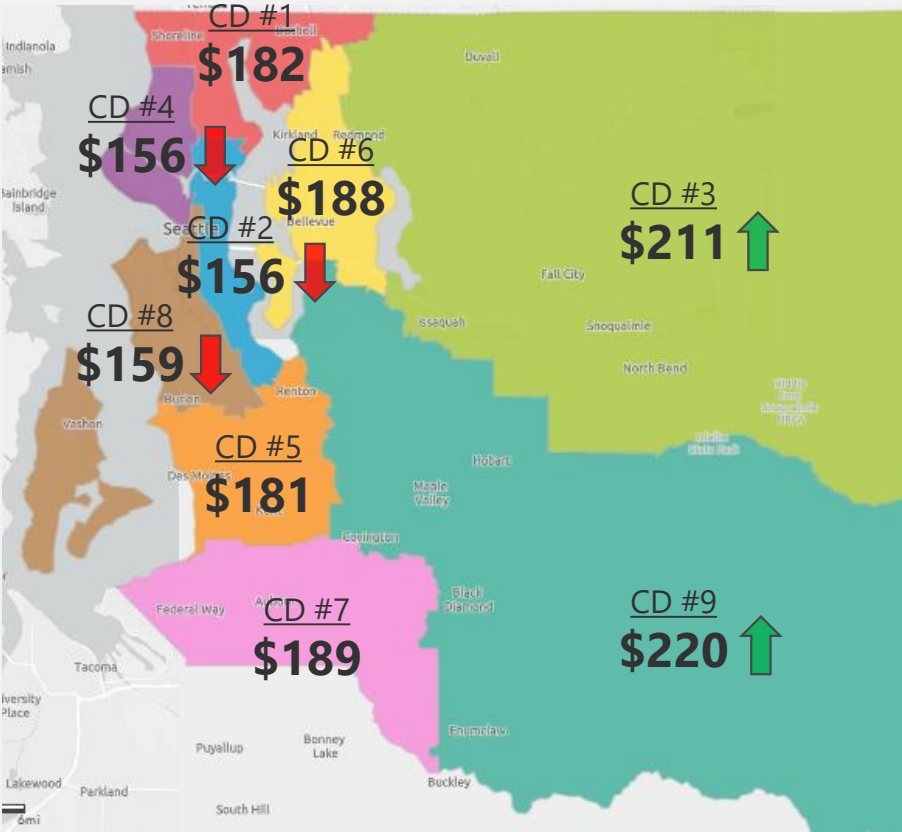 CD #1
$182
Indianola
Shoreline
Duvall
CD #4
$156
Kirkland
Redmond
CD #6
$188
Bainbridge
Island
Seattle
CD #2
$156
Bellevue
CD #3
$211
Fall City
CD #8
$159
Issaquah
Snoqualmie
North Bend
Burien
Renton
Vashon
CD #5
$181
Des Moines
Kent
Hobart
Maple
Valley
Covington
CD #7
$189
Federal Way
Auburn
Black
Diamond
CD #9
$220
Tacoma
iversity
Place
Enumclaw
Puyallup
Bonney
Lake
Buckley
Lakewood
Parkland
South Hill
6mi